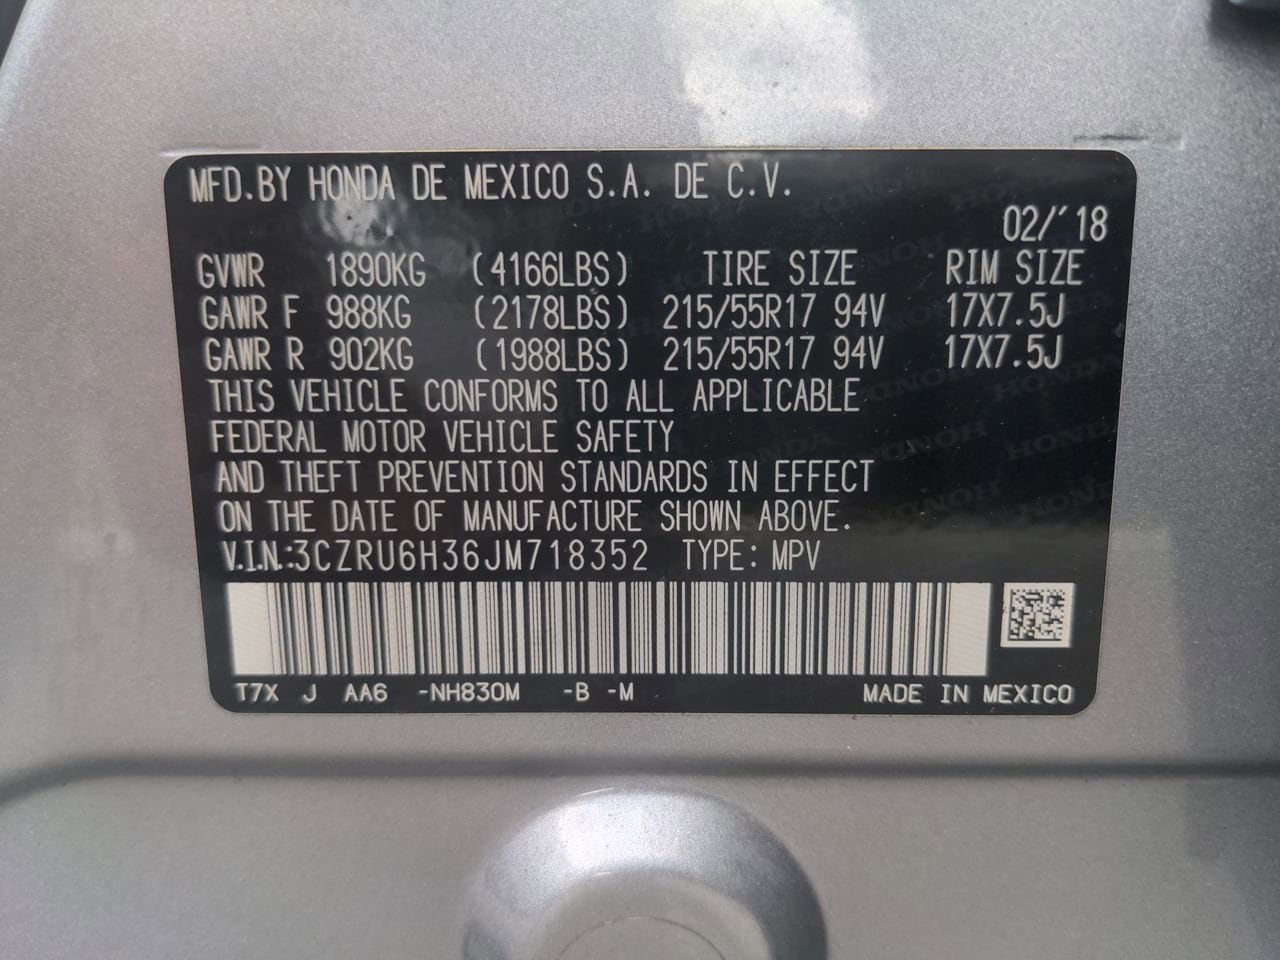 MFD.BY HONDA DE MEXICO S.A. DE C.V.
02/'18
GVWR 1890KG (4166LBS) TIRE SIZE RIM SIZE
GAWR F 988KG (2178LBS) 215/55R17 94V 17X7.5J
GAWR R 902KG (1988LBS) 215/55R17 94V 17X7.5J
THIS VEHICLE CONFORMS TO ALL APPLICABLE
FEDERAL MOTOR VEHICLE SAFETY
AND THEFT PREVENTION STANDARDS IN EFFECT
ON THE DATE OF MANUFACTURE SHOWN ABOVE.
V.I.N.:3CZRU6H36JM718352 TYPE: MPV
T7X J AA6 -NH830M -B -M MADE IN MEXICO